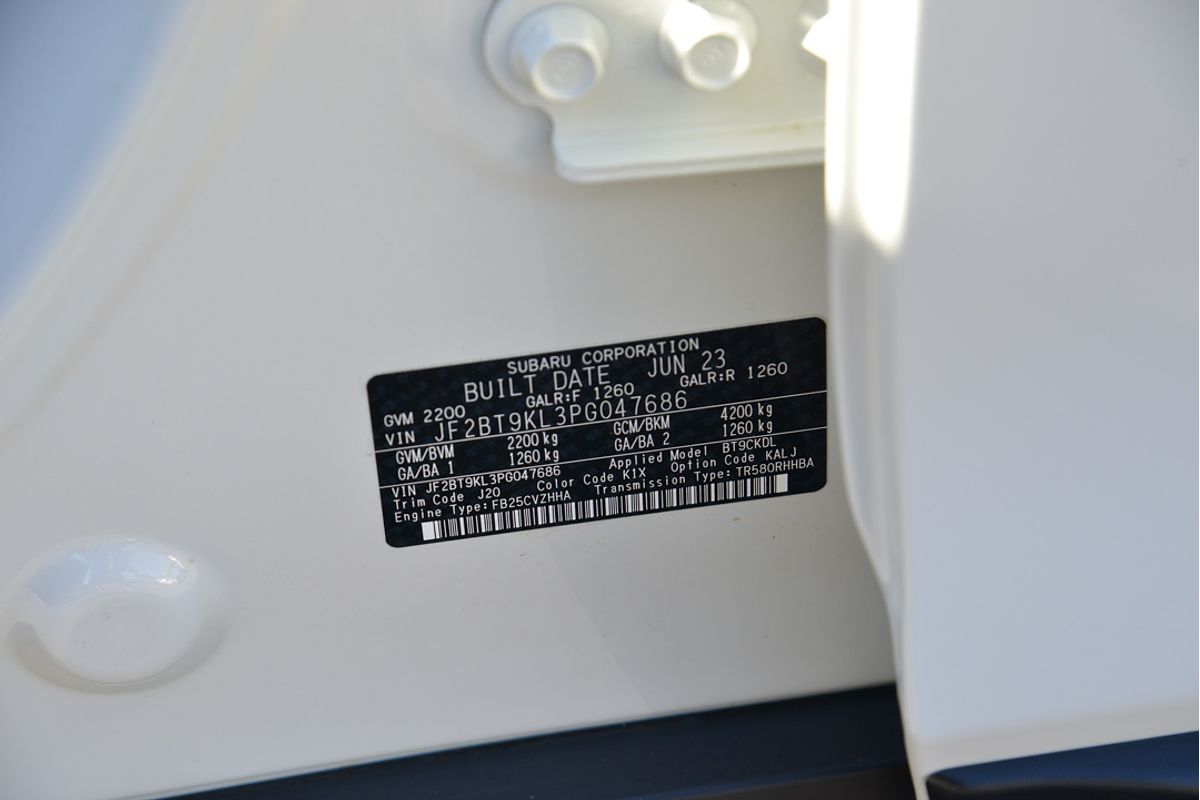 SUBARU CORPORATION
BUILT DATE JUN 23
GVM 2200 GALR:F 1260 GALR:R 1260
VIN JF2BT9KL3PG047686
GVM/BVM 2200 kg GCM/BKM 4200 kg
GA/BA 1 1260 kg GA/BA 2 1260 kg
VIN JF2BT9KL3PG047686 Applied Model BT9CKDL
Trim Code J20 Color Code K1X Option Code KALJ
Engine Type:FB25CVZHHA Transmission Type:TR580RHHBA